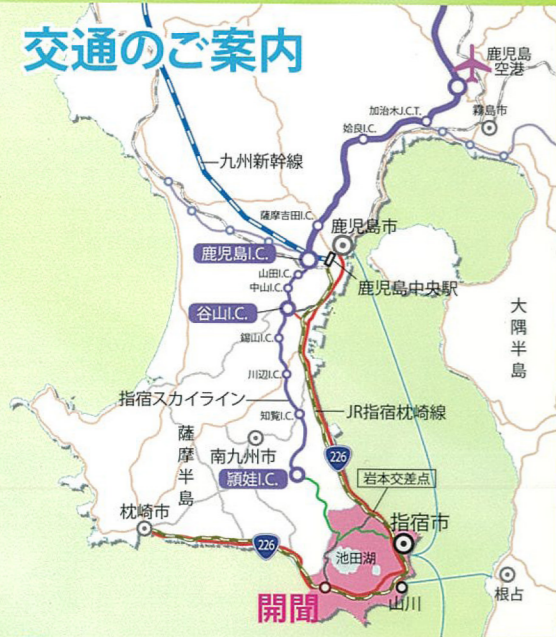 交通のご案内
鹿児島
空港
加治木J.C.T.
霧島市
姶良I.C.
九州新幹線
薩摩吉田I.C.
鹿児島市
鹿児島I.C.
山田I.C.
中山I.C.
鹿児島中央駅
谷山I.C.
大隅半島
錫山I.C.
川辺I.C.
指宿スカイライン
JR指宿枕崎線
知覧I.C.
薩摩半島
南九州市
226
頴娃I.C.
岩本交差点
枕崎市
指宿市
226
池田湖
根占
開聞
山川